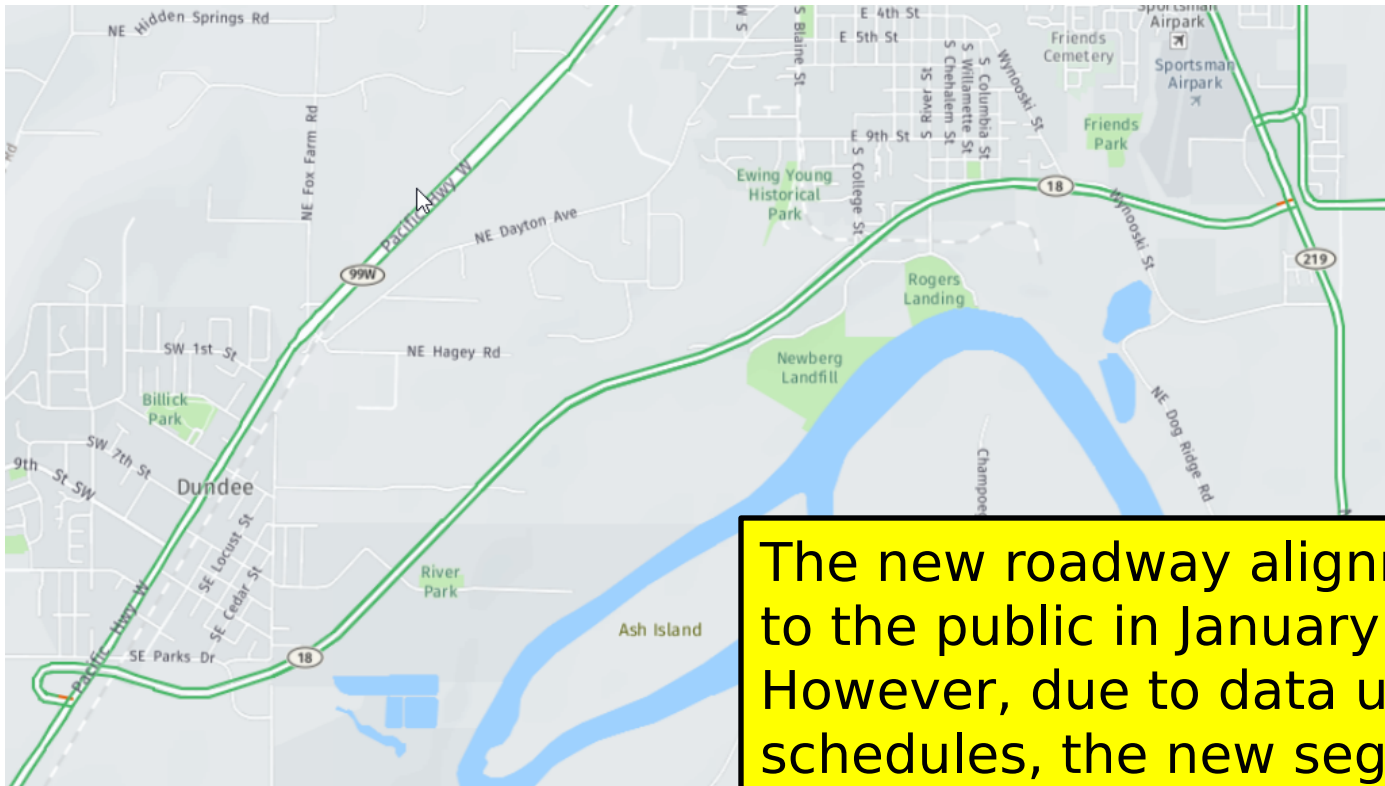 NE Hidden Springs Rd
S Blaine St
E 4th St
E 5th St
Sportsman
Airpark
Friends
Cemetery
Sportsman
Airpark
Wynooski St
S Columbia St
S Willamette St
S Chehalem St
S River St
Friends
Park
E 9th St
NE Fox Farm Rd
Pacific Hwy W
Ewing Young
Historical
Park
S College St
18
Wynooski St
NE Dayton Ave
99W
219
Rogers
Landing
SW 1st St
NE Hagey Rd
Newberg
Landfill
Billick
Park
NE Dog Ridge Rd
SW 7th St
9th St SW
Dundee
SE Locust St
River
Park
SE Cedar St
Pacific Hwy W
Ash Island
SE Parks Dr
18
The new roadway
to the public in January
However, due to data
schedules, the new